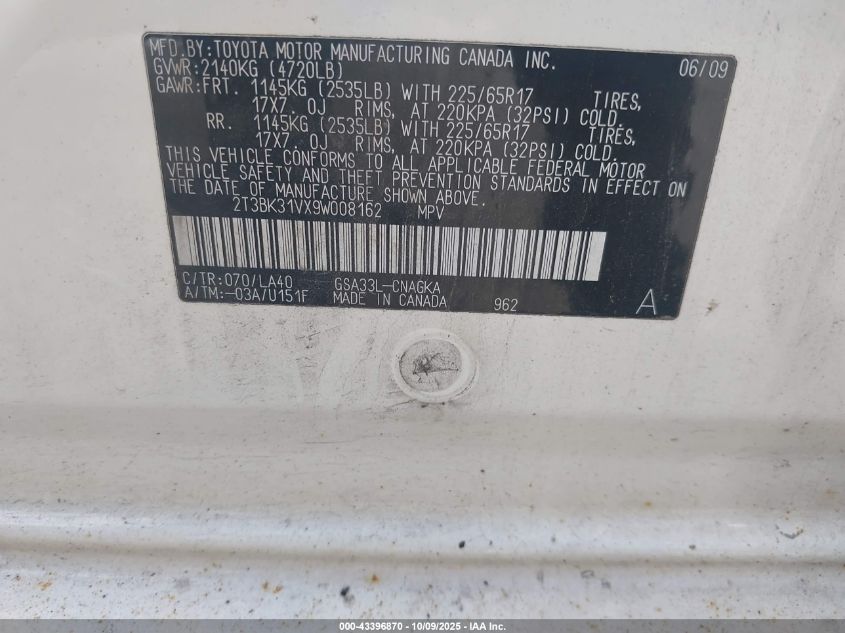 MFD.BY:TOYOTA MOTOR MANUFACTURING CANADA INC. 06/09
GVWR:2140KG (4720LB)
GAWR:FRT. 1145KG (2535LB) WITH 225/65R17 TIRES,
17X7.0J RIMS, AT 220KPA (32PSI) COLD.
RR. 1145KG (2535LB) WITH 225/65R17 TIRES,
17X7.0J RIMS, AT 220KPA (32PSI) COLD.
THIS VEHICLE CONFORMS TO ALL APPLICABLE FEDERAL MOTOR
VEHICLE SAFETY AND THEFT PREVENTION STANDARDS IN EFFECT ON
THE DATE OF MANUFACTURE SHOWN ABOVE.
2T3BK31VX9W008162 MPV
C/TR:070/LA40 GSA33L-CNAGKA
A/TM:-03A/U151F MADE IN CANADA 962 A
000-43396870 - 10/09/2025 - IAA Inc.